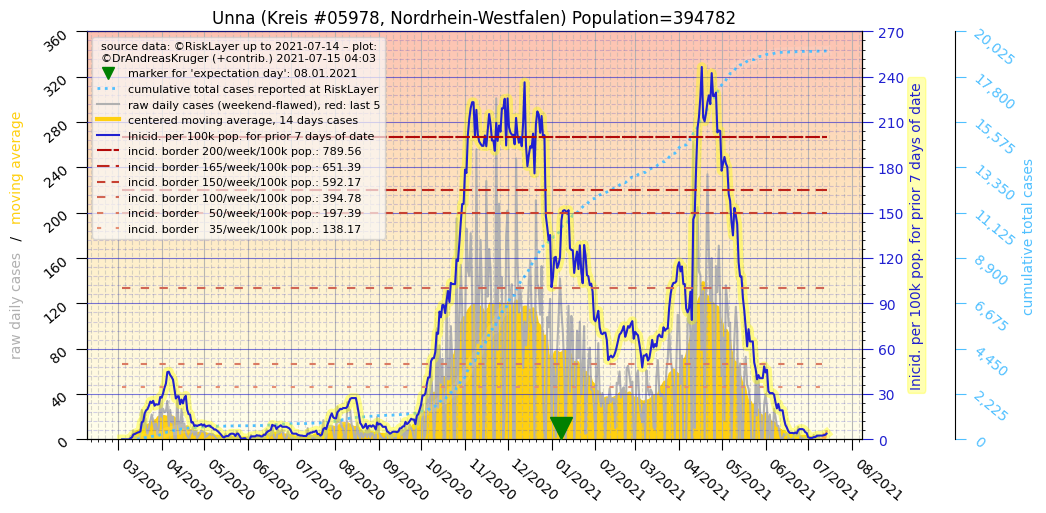 Unna (Kreis #05978, Nordrhein-Westfalen) Population=394782
source data: ©RiskLayer up to 2021-07-14 – plot:
©DrAndreasKruger (+contrib.) 2021-07-15 04:03
marker for 'expectation day': 08.01.2021
cumulative total cases reported at RiskLayer
raw daily cases (weekend-flawed), red: last 5
centered moving average, 14 days cases
Inicid. per 100k pop. for prior 7 days of date
incid. border 200/week/100k pop.: 789.56
incid. border 165/week/100k pop.: 651.39
incid. border 150/week/100k pop.: 592.17
incid. border 100/week/100k pop.: 394.78
incid. border   50/week/100k pop.: 197.39
incid. border   35/week/100k pop.: 138.17
raw daily cases / moving average
360
320
280
240
200
160
120
80
40
0
03/2020
04/2020
05/2020
06/2020
07/2020
08/2020
09/2020
10/2020
11/2020
12/2020
01/2021
02/2021
03/2021
04/2021
05/2021
06/2021
07/2021
08/2021
270
240
210
180
150
120
90
60
30
0
Inicid. per 100k pop. for prior 7 days of date
20,025
17,800
15,575
13,350
11,125
8,900
6,675
4,450
2,225
0
cumulative total cases